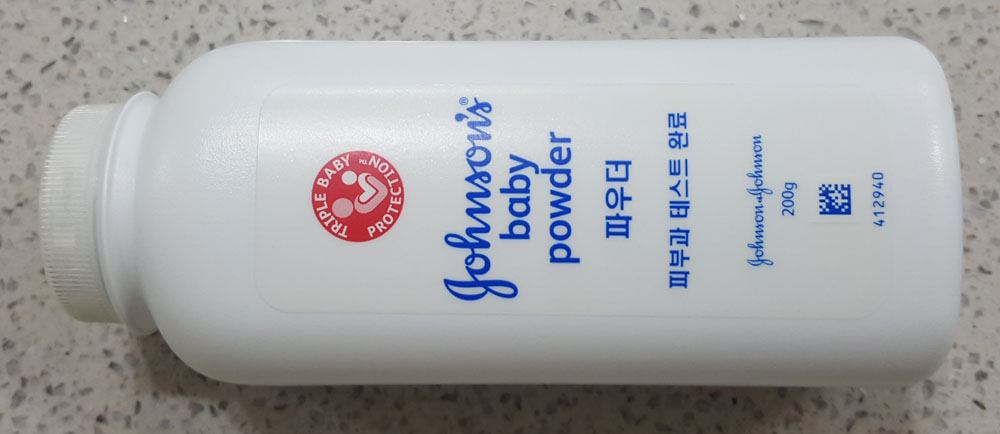 TRIPLE BABY
PROTECTION™
Johnson's®
baby
powder
파우더
피부과 테스트 완료
Johnson & Johnson
200g
412940